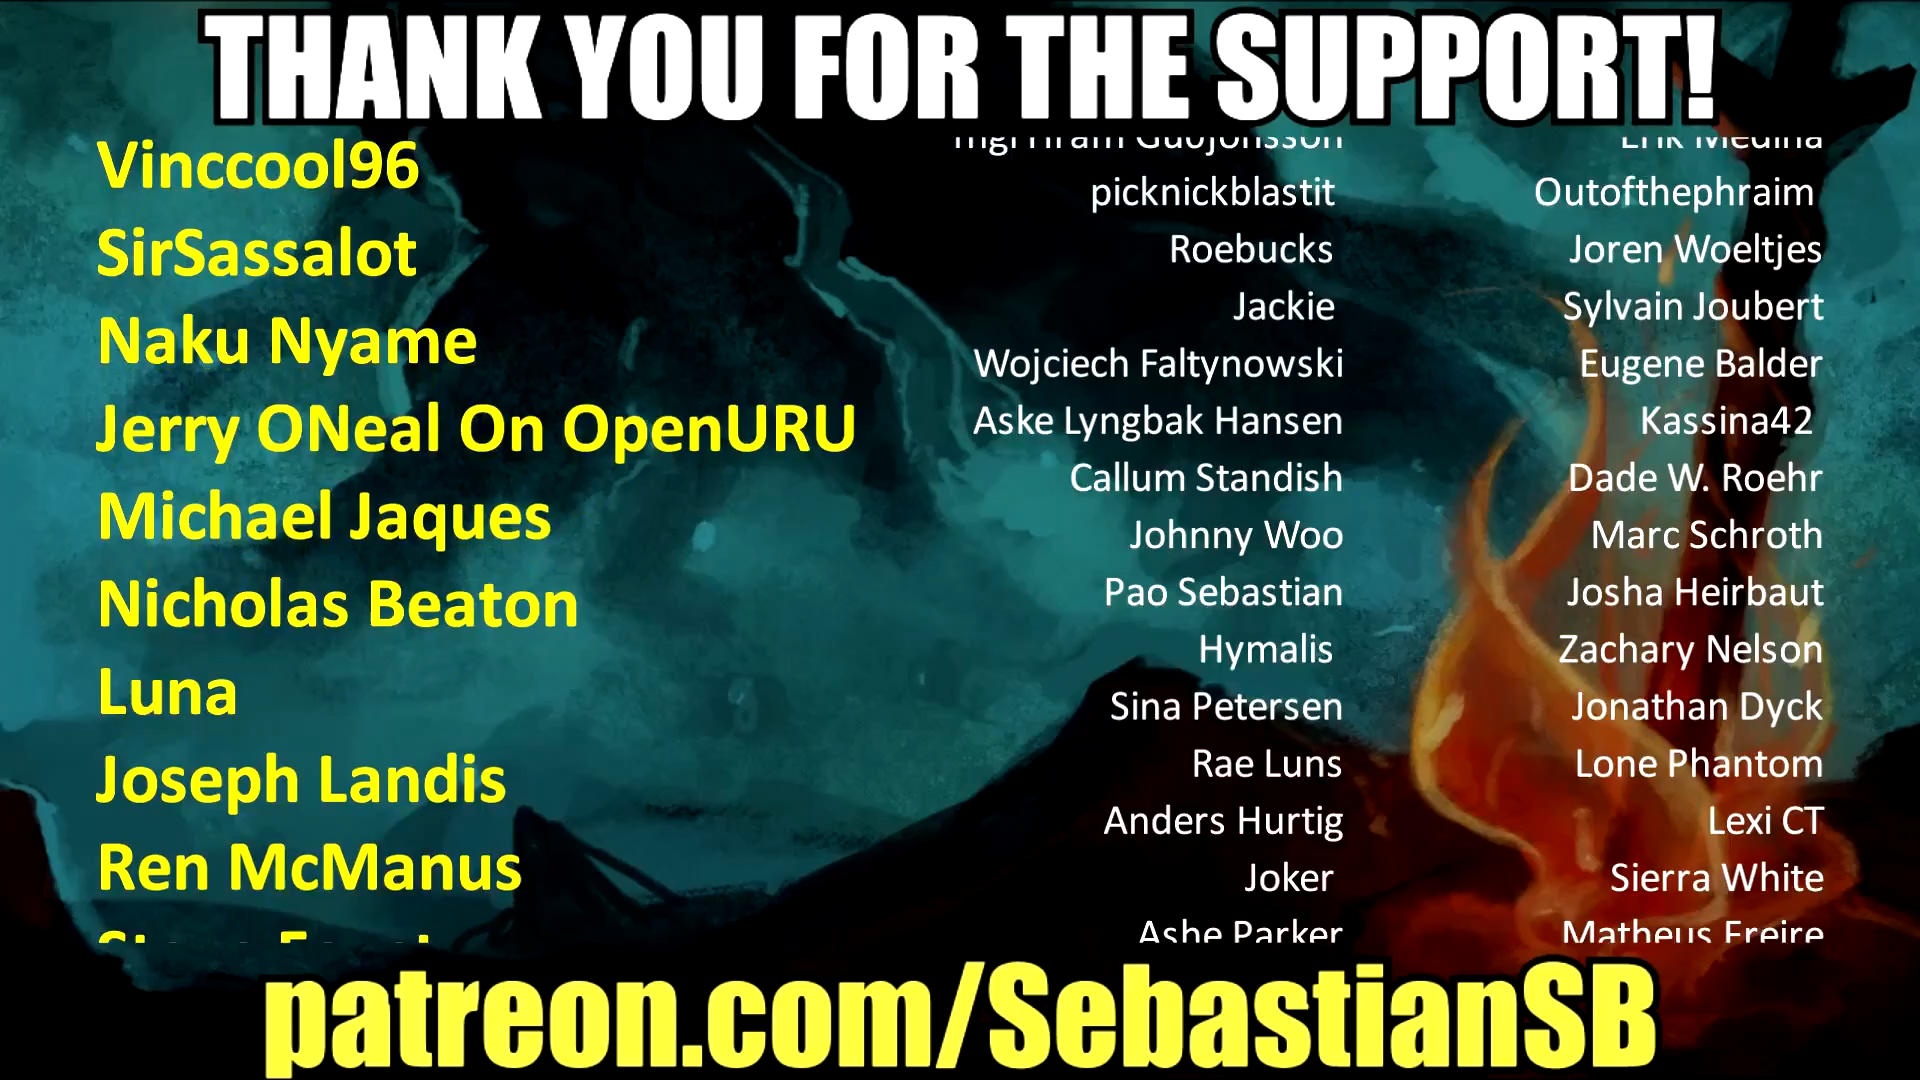 THANK YOU FOR THE SUPPORT!
Vinccool96
SirSassalot
Naku Nyame
Jerry ONeal On OpenURU
Michael Jaques
Nicholas Beaton
Luna
Joseph Landis
Ren McManus
picknickblastit
Roebucks
Jackie
Wojciech Faltynowski
Aske Lyngbak Hansen
Callum Standish
Johnny Woo
Pao Sebastian
Hymalis
Sina Petersen
Rae Luns
Anders Hurtig
Joker
Ashe Parker
Erik Medina
Outofthephraim
Joren Woeltjes
Sylvain Joubert
Eugene Balder
Kassina42
Dade W. Roehr
Marc Schroth
Josha Heirbaut
Zachary Nelson
Jonathan Dyck
Lone Phantom
Lexi CT
Sierra White
Matheus Freire
patreon.com/SebastianSB